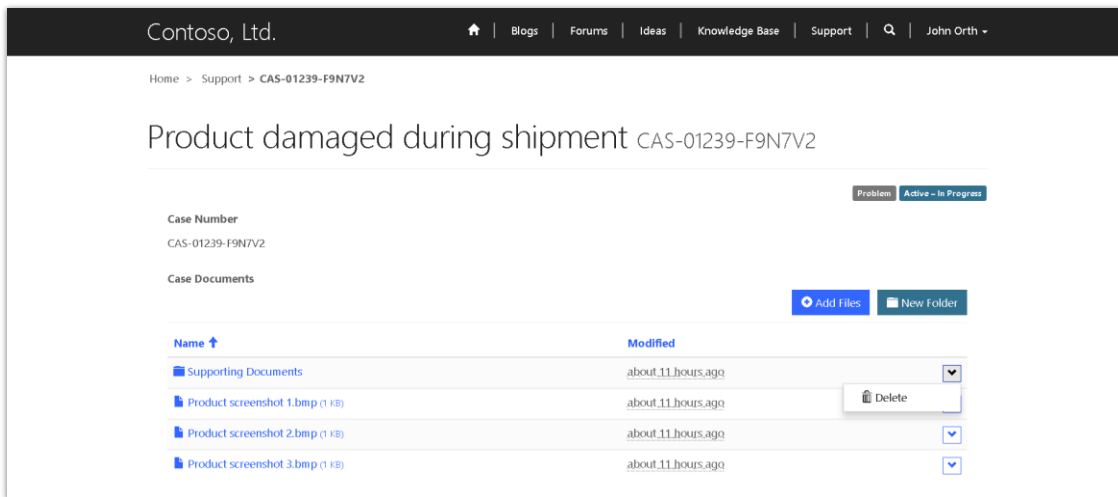 Contoso, Ltd. | Blogs | Forums | Ideas | Knowledge Base | Support | | John Orth
Home > Support > CAS-01239-F9N7V2
Product damaged during shipment CAS-01239-F9N7V2
Problem Active – In Progress
Case Number
CAS-01239-F9N7V2
Case Documents
Add Files New Folder
Name Modified
Supporting Documents about 11 hours ago
Delete
Product screenshot 1.bmp (1 KB) about 11 hours ago
Product screenshot 2.bmp (1 KB) about 11 hours ago
Product screenshot 3.bmp (1 KB) about 11 hours ago